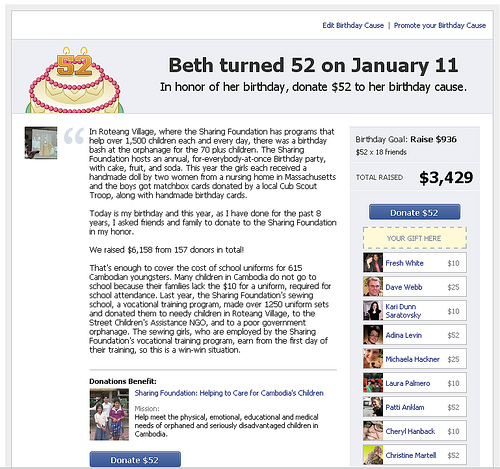 Edit Birthday Cause | Promote your Birthday Cause
52
Beth turned 52 on January 11
In honor of her birthday, donate $52 to her birthday cause.
In Roteang Village, where the Sharing Foundation has programs that
help over 1,500 children each and every day, there was a birthday
bash at the orphanage for the 70 plus children. The Sharing
Foundation hosts an annual, for-everybody-at-once Birthday party,
with cake, fruit, and soda. This year the girls each received a
handmade doll by two women from a nursing home in Massachusetts
and the boys got matchbox cards donated by a local Cub Scout
Troop, along with handmade birthday cards.
Today is my birthday and this year, as I have done for the past 8
years, I asked friends and family to donate to the Sharing Foundation
in my honor.
We raised $6,158 from 157 donors in total!
That's enough to cover the cost of school uniforms for 615
Cambodian youngsters. Many children in Cambodia do not go to
school because their families lack the $10 for a uniform, required for
school attendance. Last year, the Sharing Foundation's sewing
school, a vocational training program, made over 1250 uniform sets
and donated them to needy children in Roteang Village, to the
Street Children's Assistance NGO, and to a poor government
orphanage. The sewing girls, who are employed by the Sharing
Foundation's vocational training program, earn from the first day of
their training, so this is a win-win situation.
Donations Benefit:
Sharing Foundation: Helping to Care for Cambodia's Children
Mission:
Help meet the physical, emotional, educational and medical
needs of orphaned and seriously disadvantaged children in
Cambodia.
Donate $52
Birthday Goal: Raise $936
$52 x 18 friends
TOTAL RAISED $3,429
Donate $52
YOUR GIFT HERE
Fresh White $10
Dave Webb $25
Kari Dunn
Saratovsky $10
Adina Levin $52
Michaela Hackner $25
Laura Palmero $10
Patti Anklam $52
Cheryl Hanback $10
Christine Martell $52